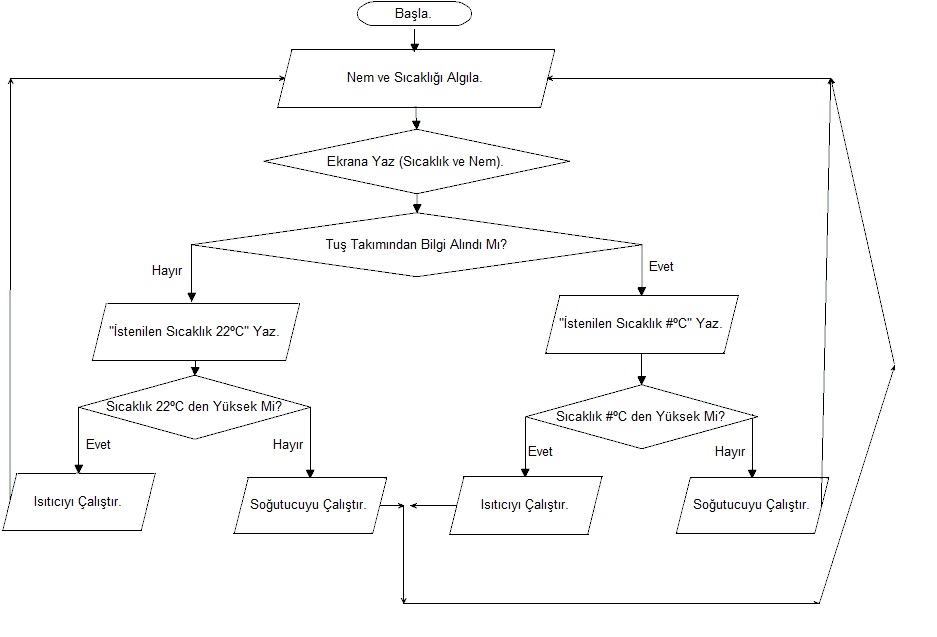 Başla.
Nem ve Sıcaklığı Algıla.
Ekrana Yaz (Sıcaklık ve Nem).
Tuş Takımından Bilgi Alındı Mı?
Hayır
Evet
"İstenilen Sıcaklık 22ºC" Yaz.
"İstenilen Sıcaklık #ºC" Yaz.
Sıcaklık 22ºC den Yüksek Mi?
Sıcaklık #ºC den Yüksek Mi?
Evet
Hayır
Evet
Hayır
Isıtıcıyı Çalıştır.
Soğutucuyu Çalıştır.
Isıtıcıyı Çalıştır.
Soğutucuyu Çalıştır.